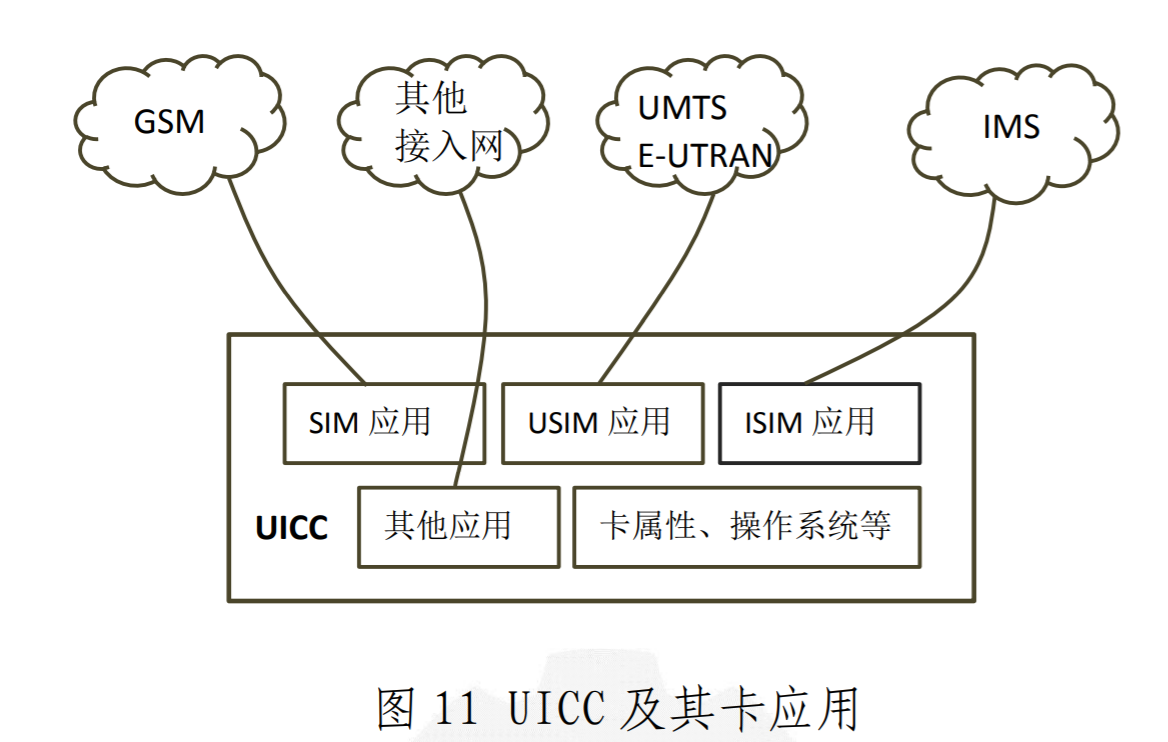 GSM
其他
接入网
UMTS
E-UTRAN
IMS
SIM 应用
USIM 应用
ISIM 应用
UICC
其他应用
卡属性、操作系统等
图 11 UICC 及其卡应用